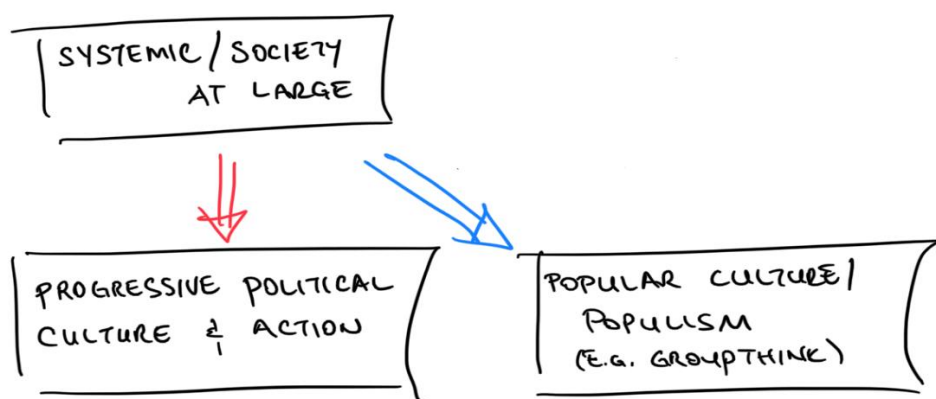 SYSTEMIC/SOCIETY
AT LARGE
PROGRESSIVE POLITICAL
CULTURE & ACTION
POPULAR CULTURE/
POPULISM
(E.G. GROUPTHINK)